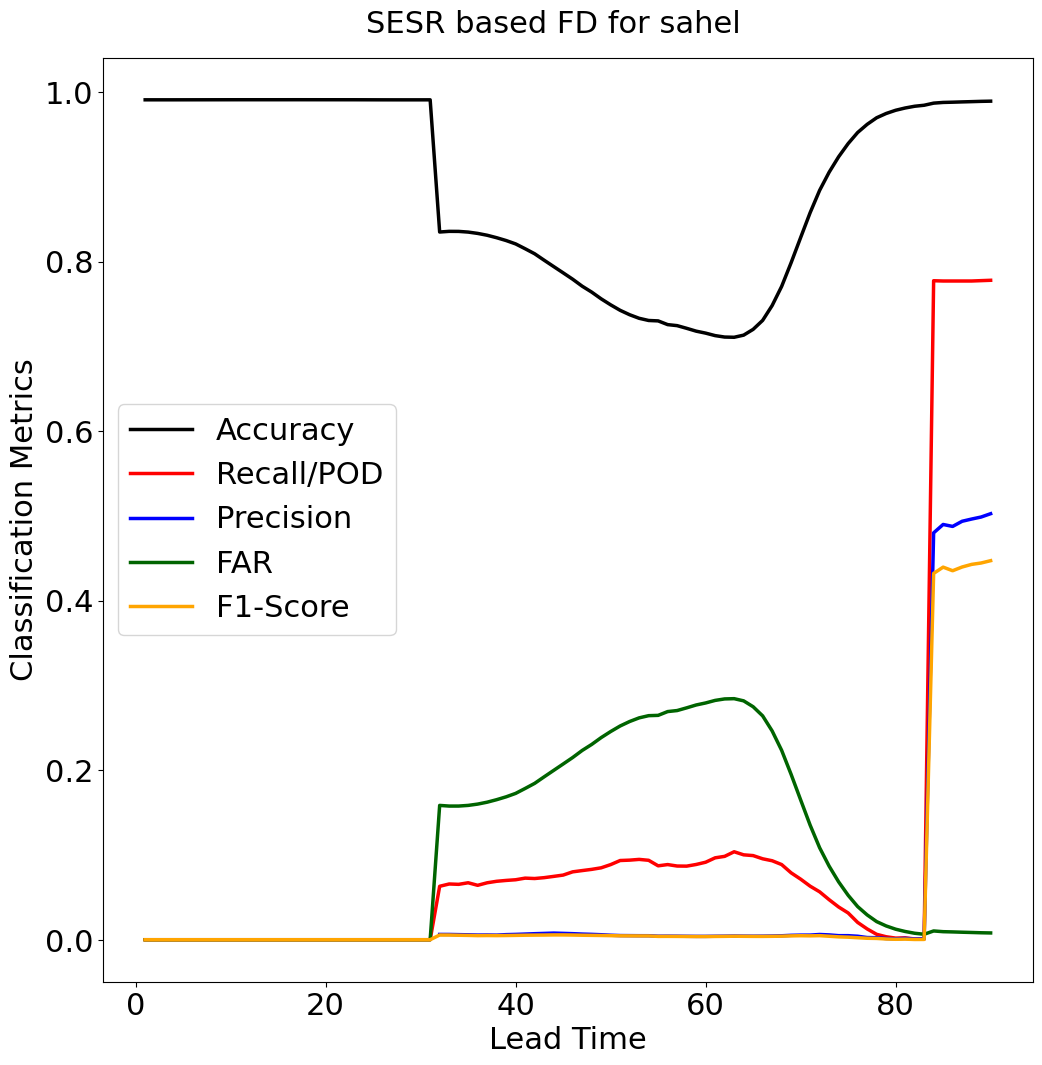 SESR based FD for sahel
Classification Metrics
1.0
0.8
0.6
0.4
0.2
0.0
Accuracy
Recall/POD
Precision
FAR
F1-Score
0 20 40 60 80
Lead Time